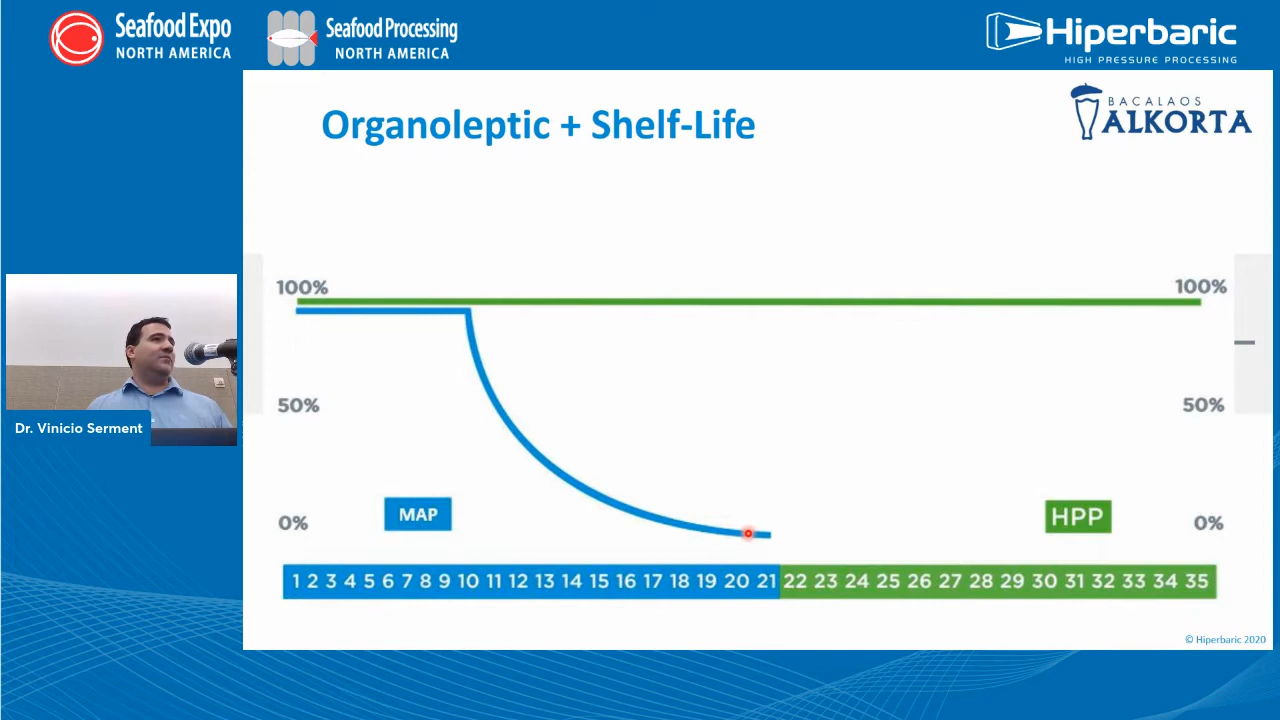 Seafood Expo
NORTH AMERICA
Seafood Processing
NORTH AMERICA
Hiperbaric
HIGH PRESSURE PROCESSING
Organoleptic + Shelf-Life
BACALAOS
ALKORTA
100%
100%
50%
50%
MAP
HPP
0%
0%
1 2 3 4 5 6 7 8 9 10 11 12 13 14 15 16 17 18 19 20 21 22 23 24 25 26 27 28 29 30 31 32 33 34 35
Dr. Vinicio Serment
© Hiperbaric 2020